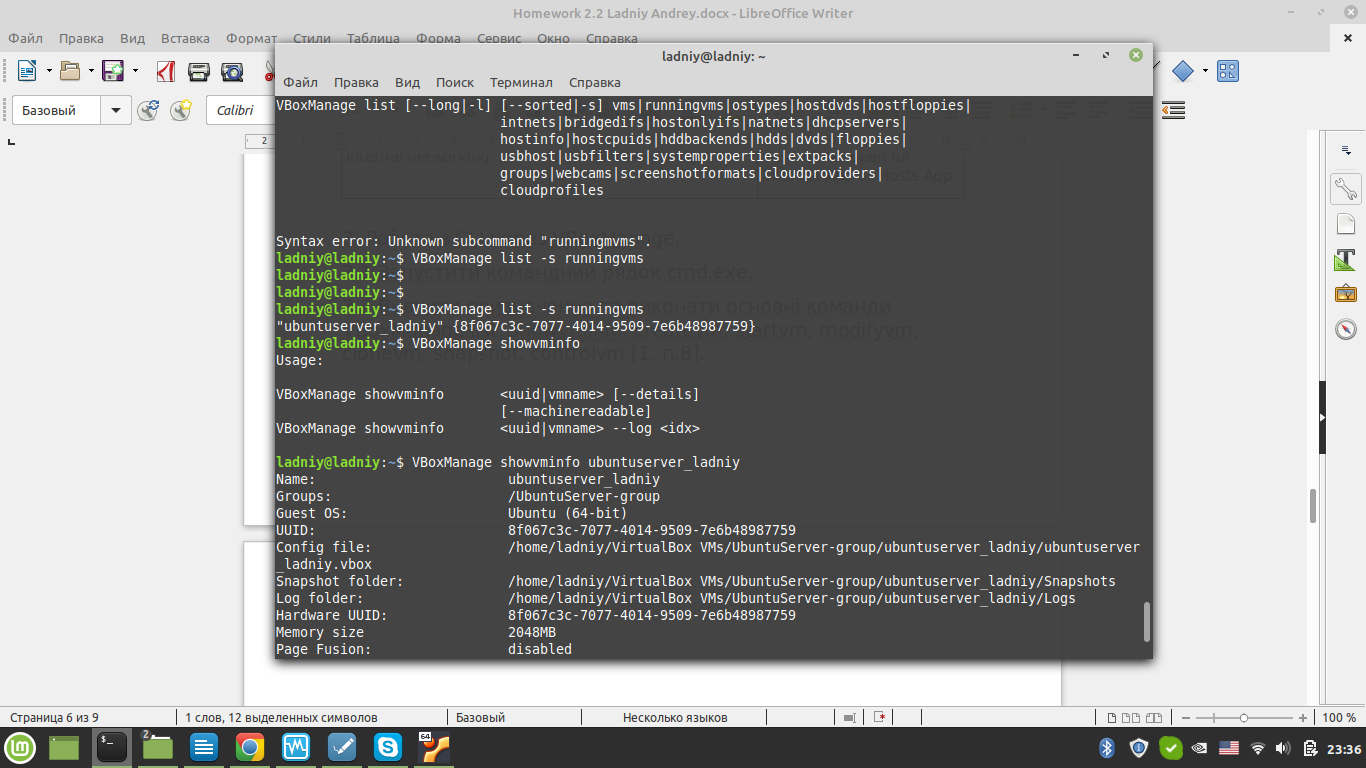 Homework 2.2 Ladniy Andrey.docx - LibreOffice Writer
Файл Правка Вид Вставка Формат Стили Таблица Форма Сервис Окно Справка
ladniy@ladniy: ~
Файл Правка Вид Поиск Терминал Справка
Базовый
Calibri
2
VBoxManage list [--long|-l] [--sorted|-s] vms|runningvms|ostypes|hostdvds|hostfloppies|
intnets|bridgedifs|hostonlyifs|natnets|dhcpservers|
hostinfo|hostcpuids|hddbackends|hdds|dvds|floppies|
usbhost|usbfilters|systemproperties|extpacks|
groups|webcams|screenshotformats|cloudproviders|
cloudprofiles
Syntax error: Unknown subcommand "runningmvms".
ladniy@ladniy:~$ VBoxManage list -s runningvms
ladniy@ladniy:~$
ladniy@ladniy:~$
ladniy@ladniy:~$ VBoxManage list -s runningvms
"ubuntuserver_ladniy" {8f067c3c-7077-4014-9509-7e6b48987759}
ladniy@ladniy:~$ VBoxManage showvminfo
Usage:
VBoxManage showvminfo <uuid|vmname> [--details]
[--machinereadable]
VBoxManage showvminfo <uuid|vmname> --log <idx>
ladniy@ladniy:~$ VBoxManage showvminfo ubuntuserver_ladniy
Name: ubuntuserver_ladniy
Groups: /UbuntuServer-group
Guest OS: Ubuntu (64-bit)
UUID: 8f067c3c-7077-4014-9509-7e6b48987759
Config file: /home/ladniy/VirtualBox VMs/UbuntuServer-group/ubuntuserver_ladniy/ubuntuserver
_ladniy.vbox
Snapshot folder: /home/ladniy/VirtualBox VMs/UbuntuServer-group/ubuntuserver_ladniy/Snapshots
Log folder: /home/ladniy/VirtualBox VMs/UbuntuServer-group/ubuntuserver_ladniy/Logs
Hardware UUID: 8f067c3c-7077-4014-9509-7e6b48987759
Memory size 2048MB
Page Fusion: disabled
Страница 6 из 9 1 слов, 12 выделенных символов Базовый Несколько языков 100 %
2
64
23:36